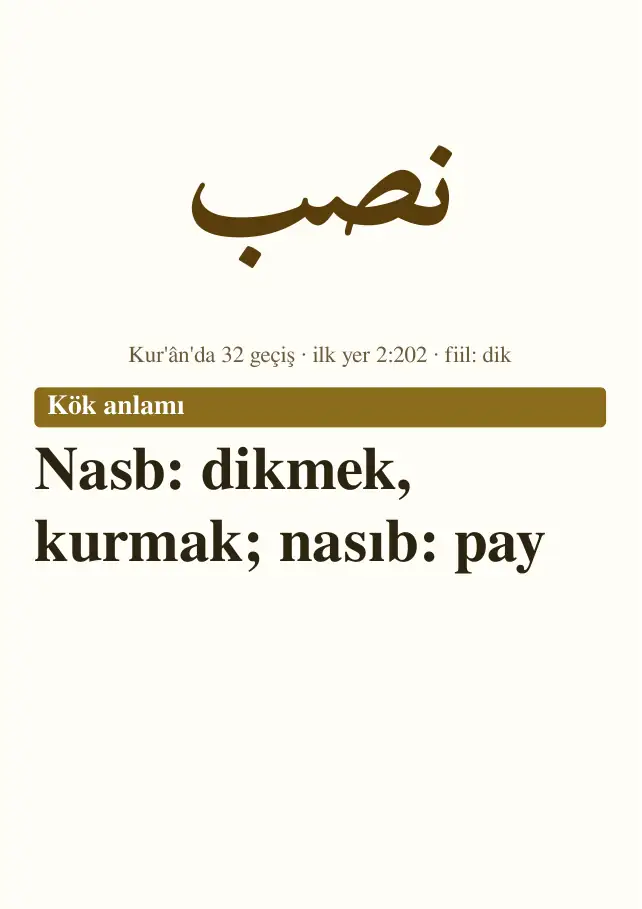 نصب
Kur'ân'da 32 geçiş · ilk yer 2:202 · fiil: dik
Kök anlamı
Nasb: dikmek,
kurmak; nasıb: pay